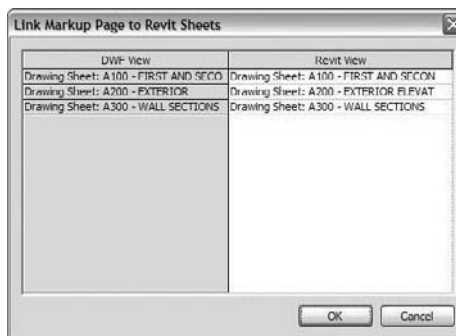 Link Markup Page to Revit Sheets
DWF View Revit View
Drawing Sheet: A100 - FIRST AND SECO Drawing Sheet: A100 - FIRST AND SECON
Drawing Sheet: A200 - EXTERIOR Drawing Sheet: A200 - EXTERIOR ELEVAT
Drawing Sheet: A300 - WALL SECTIONS Drawing Sheet: A300 - WALL SECTIONS
OK Cancel